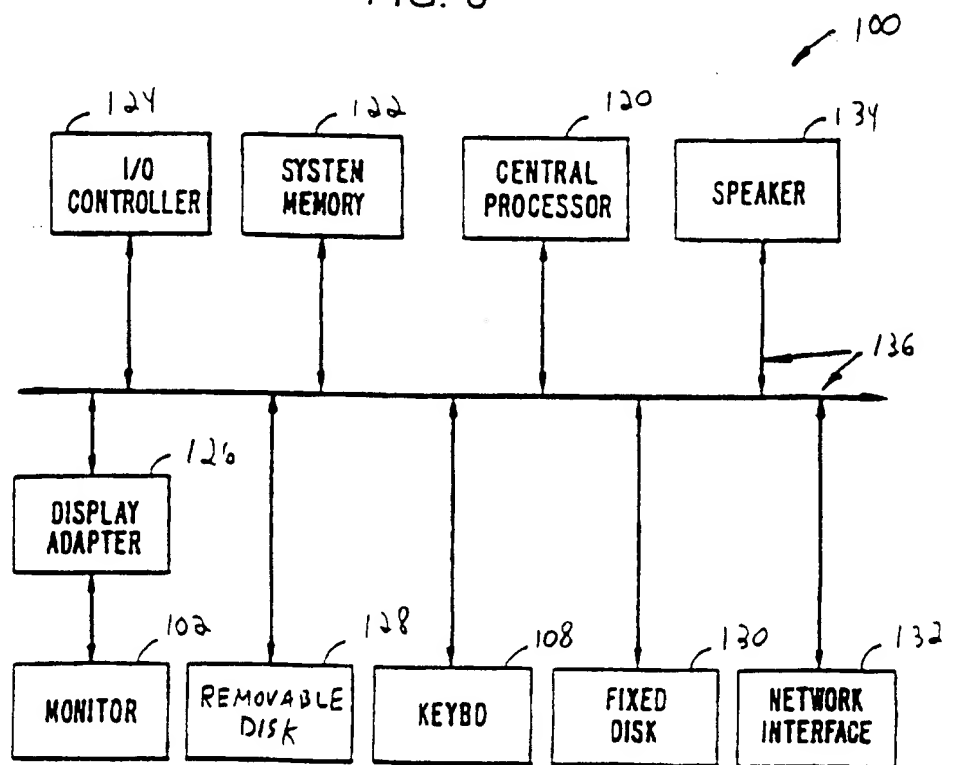 100
124
122
120
134
I/O
CONTROLLER
SYSTEM
MEMORY
CENTRAL
PROCESSOR
SPEAKER
136
126
DISPLAY
ADAPTER
102
128
108
130
132
MONITOR
REMOVABLE
DISK
KEYBD
FIXED
DISK
NETWORK
INTERFACE